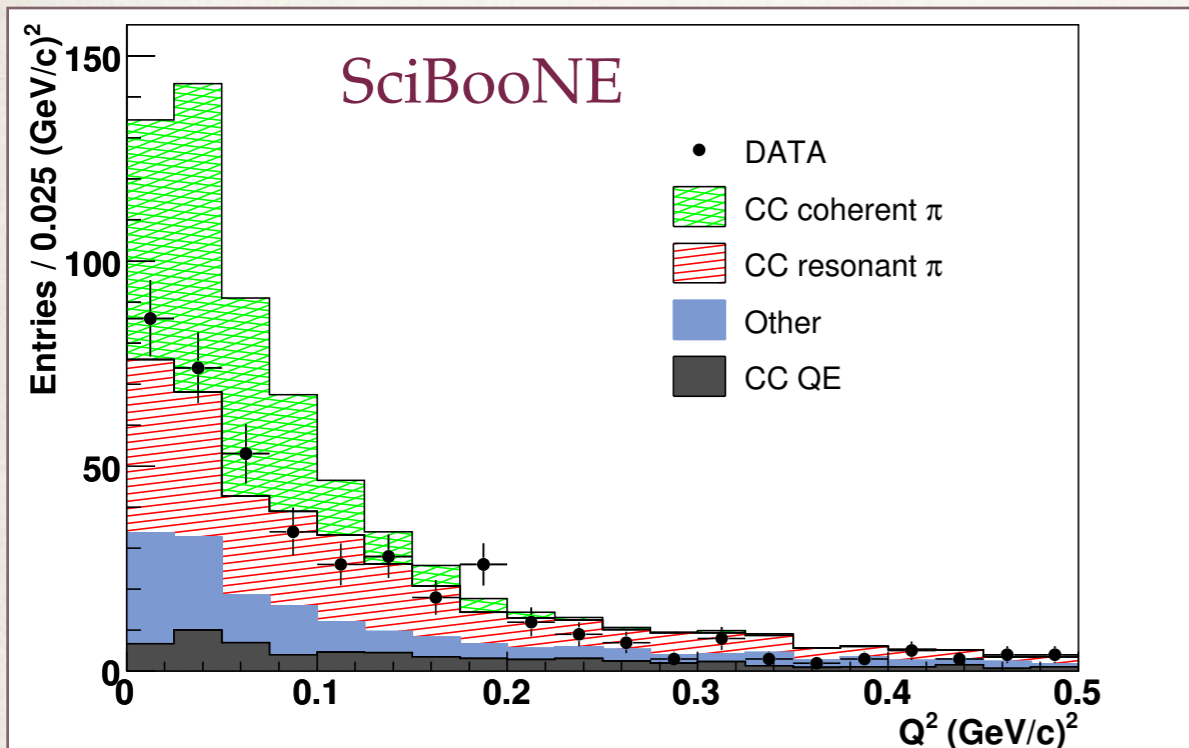 SciBooNE
Entries / 0.025 (GeV/c)²
150
100
50
0
DATA
CC coherent π
CC resonant π
Other
CC QE
0 0.1 0.2 0.3 0.4 0.5
Q² (GeV/c)²